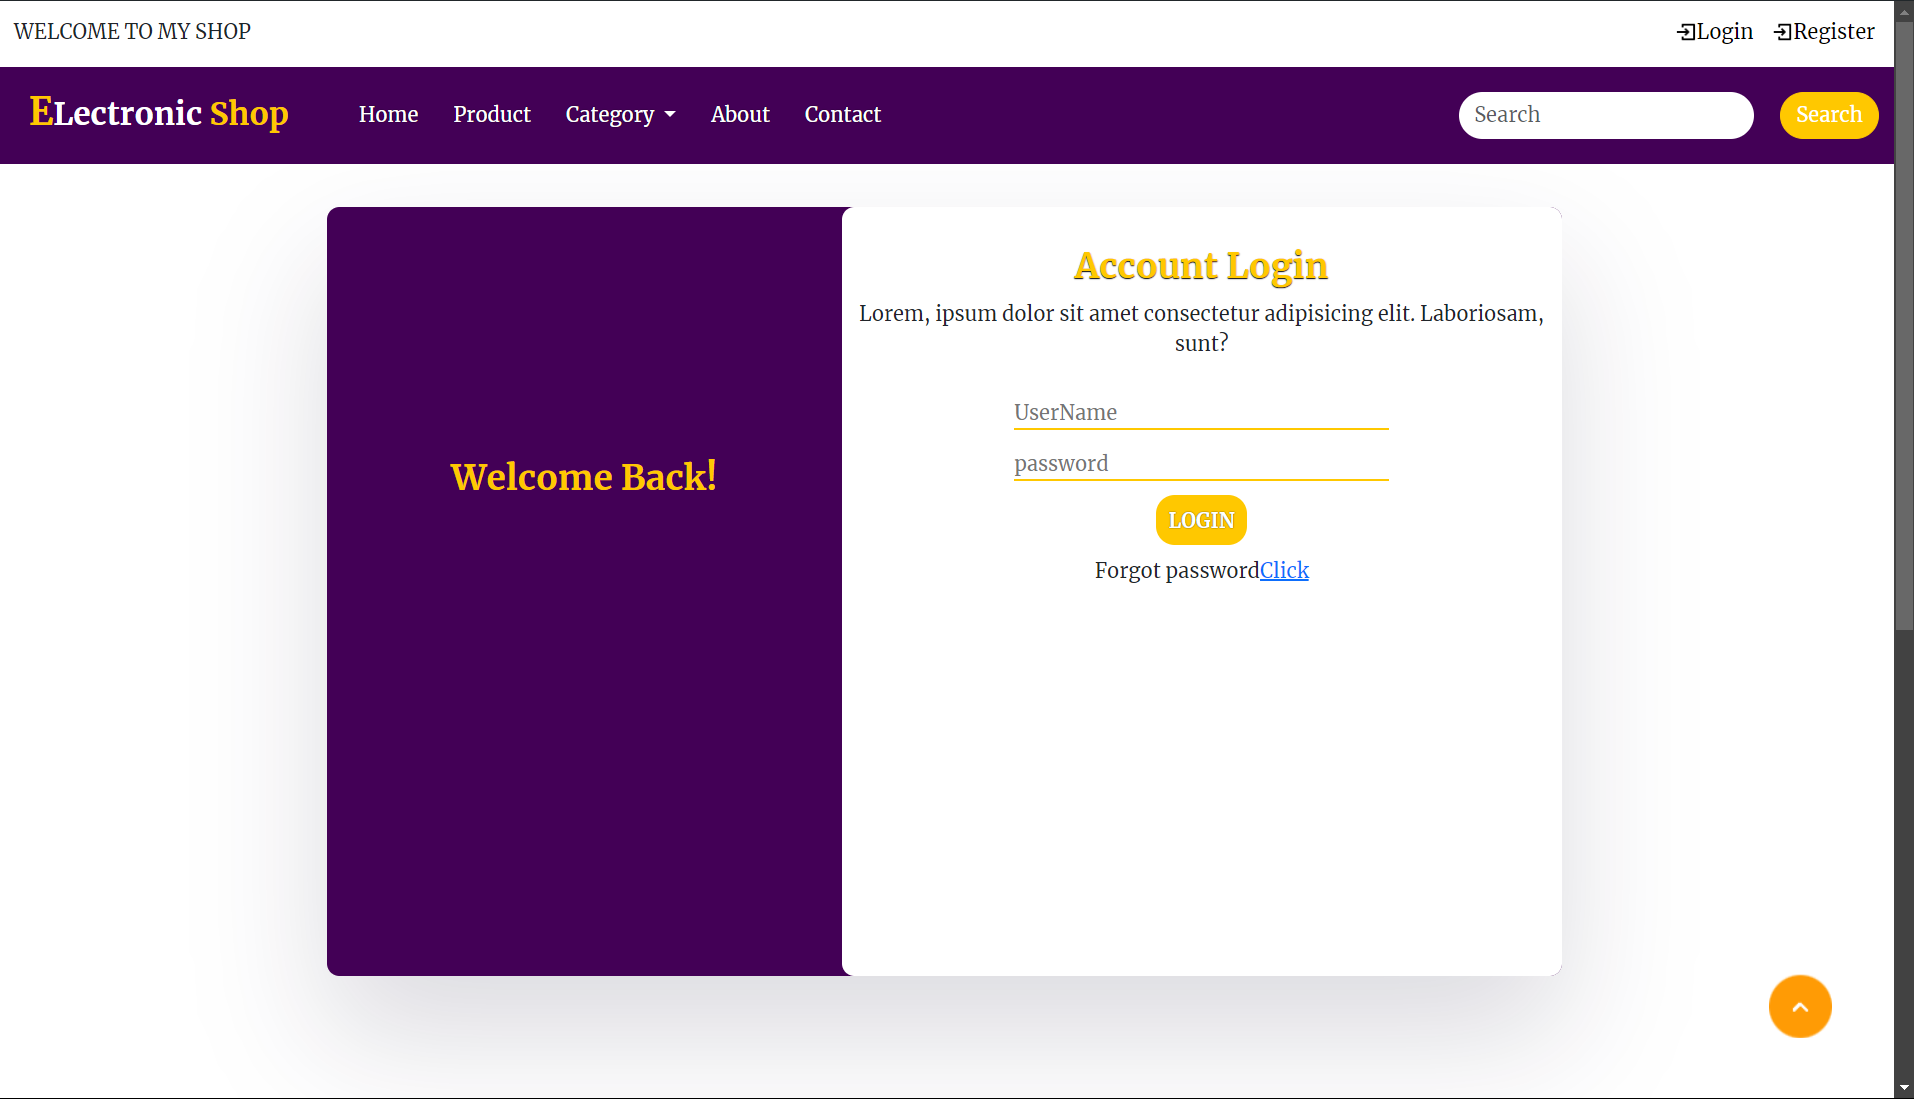 WELCOME TO MY SHOP
Login Register
ELectronic Shop Home Product Category About Contact Search Search
Welcome Back!
Account Login
Lorem, ipsum dolor sit amet consectetur adipisicing elit. Laboriosam,
sunt?
UserName
password
LOGIN
Forgot passwordClick